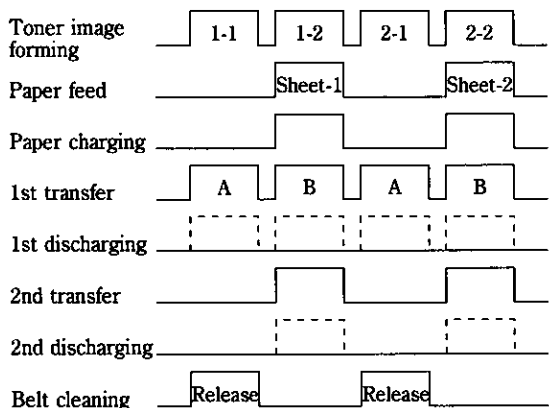 Toner image
forming
1-1 1-2 2-1 2-2
Paper feed
Sheet-1 Sheet-2
Paper charging
1st transfer
A B A B
1st discharging
2nd transfer
2nd discharging
Belt cleaning
Release Release